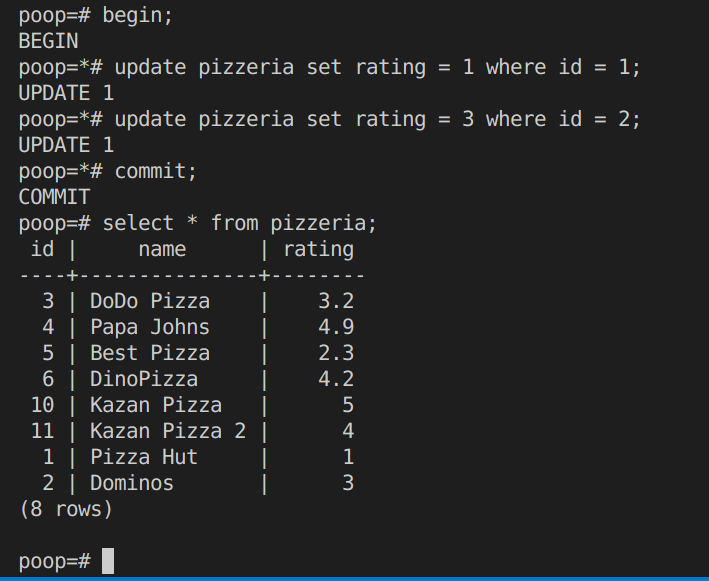 poop=# begin;
BEGIN
poop=*# update pizzeria set rating = 1 where id = 1;
UPDATE 1
poop=*# update pizzeria set rating = 3 where id = 2;
UPDATE 1
poop=*# commit;
COMMIT
poop=# select * from pizzeria;
 id |     name      | rating
----+---------------+--------
  3 | DoDo Pizza    |    3.2
  4 | Papa Johns    |    4.9
  5 | Best Pizza    |    2.3
  6 | DinoPizza     |    4.2
 10 | Kazan Pizza   |      5
 11 | Kazan Pizza 2 |      4
  1 | Pizza Hut     |      1
  2 | Dominos       |      3
(8 rows)

poop=#